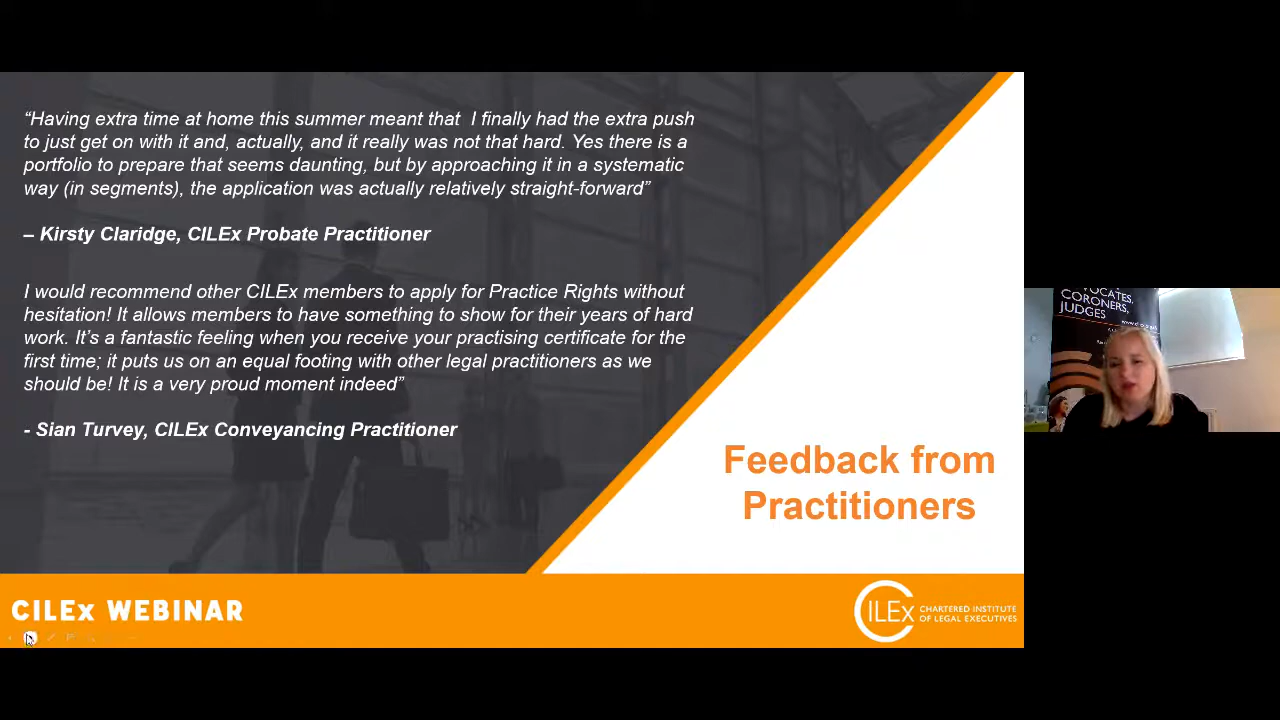 “Having extra time at home this summer meant that  I finally had the extra push
to just get on with it and, actually, and it really was not that hard. Yes there is a
portfolio to prepare that seems daunting, but by approaching it in a systematic
way (in segments), the application was actually relatively straight-forward”
– Kirsty Claridge, CILEx Probate Practitioner
I would recommend other CILEx members to apply for Practice Rights without
hesitation! It allows members to have something to show for their years of hard
work. It’s a fantastic feeling when you receive your practising certificate for the
first time; it puts us on an equal footing with other legal practitioners as we
should be! It is a very proud moment indeed”
- Sian Turvey, CILEx Conveyancing Practitioner
Feedback from
Practitioners
CILEx WEBINAR
CILEx
CHARTERED INSTITUTE
OF LEGAL EXECUTIVES
VOCATES,
CORONERS,
JUDGES